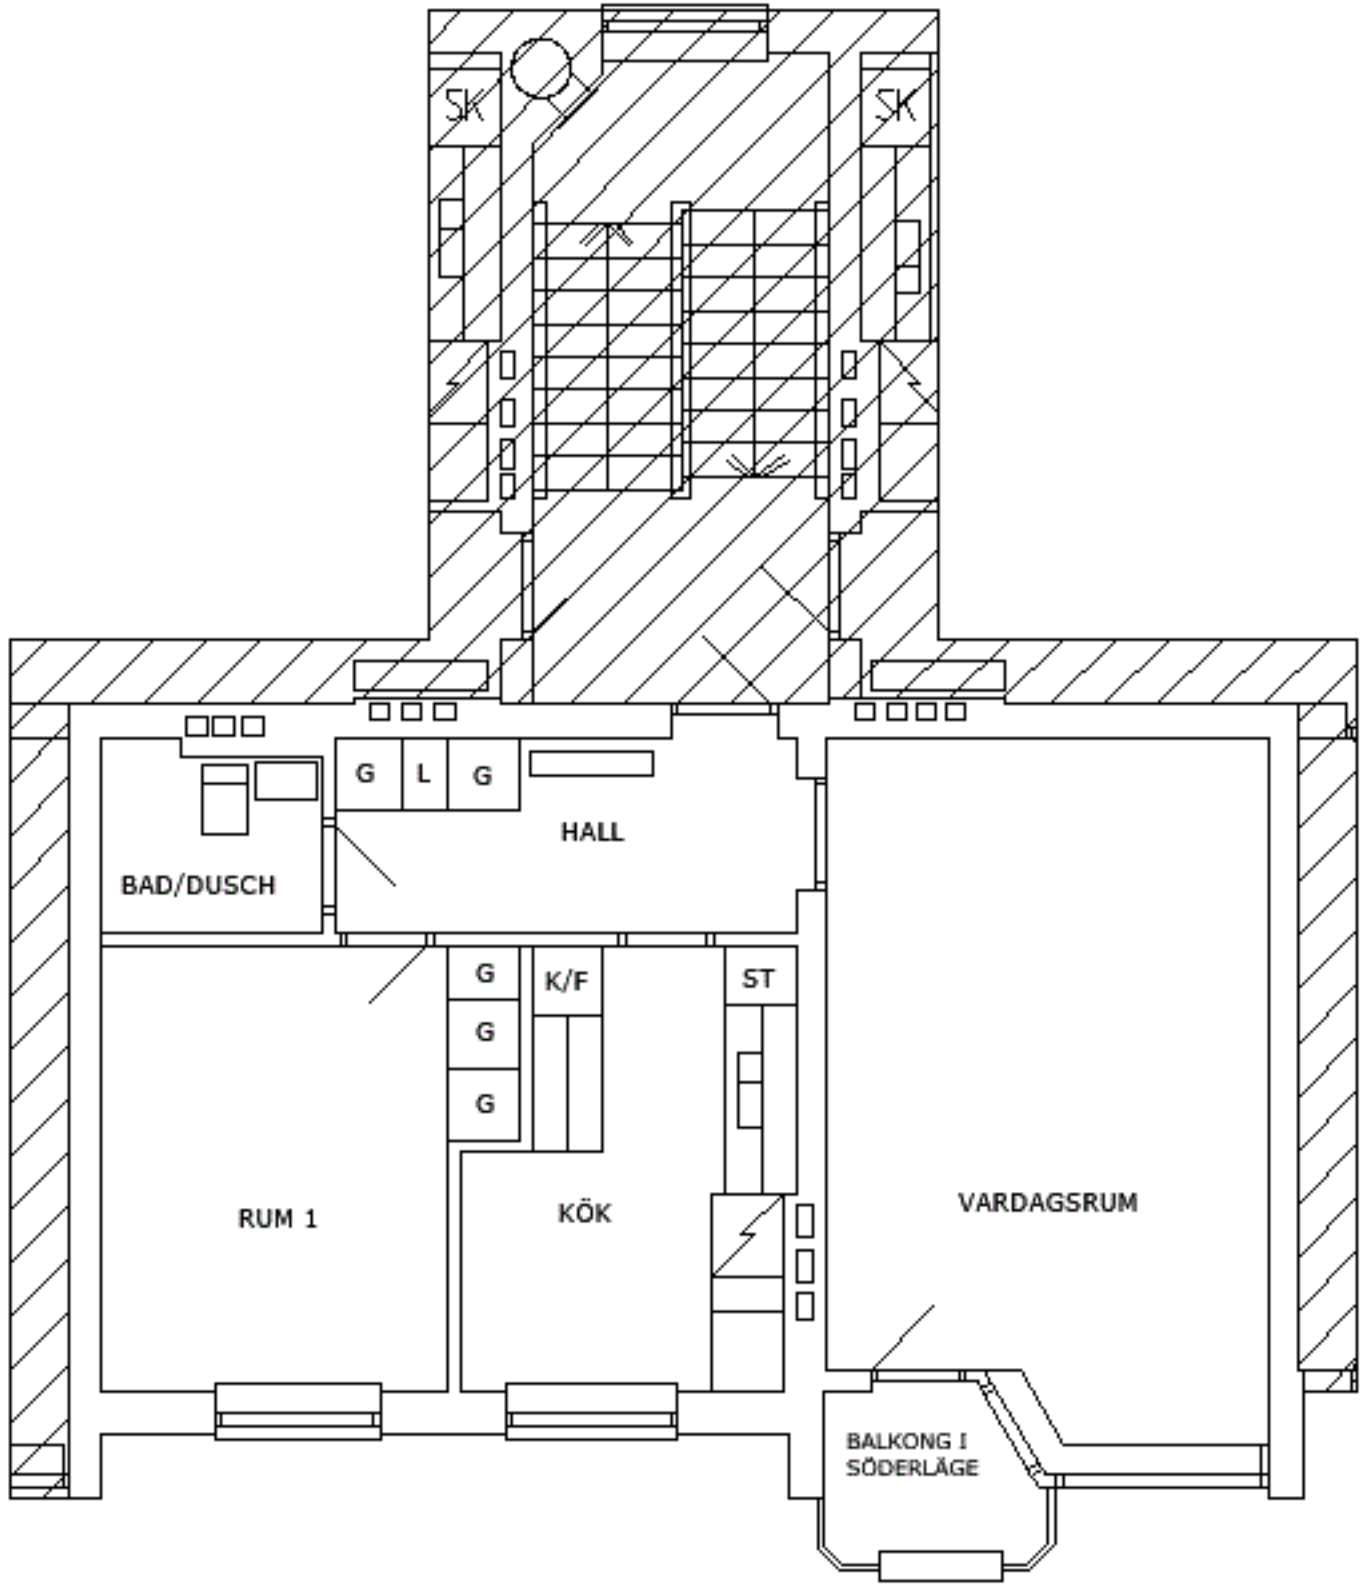 SK
SK
G
L
G
HALL
BAD/DUSCH
G
K/F
ST
G
G
RUM 1
KÖK
VARDAGSRUM
BALKONG I
SÖDERLÄGE